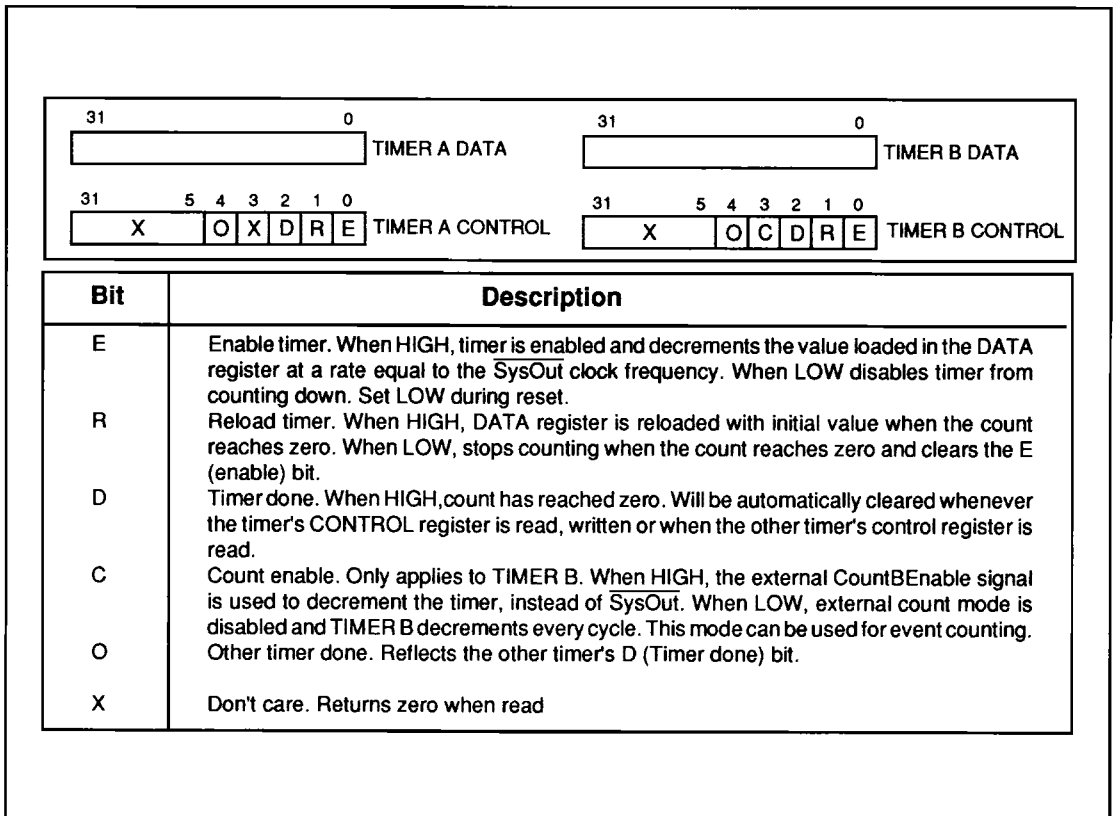 31 0
TIMER A DATA
31 5 4 3 2 1 0
X O X D R E TIMER A CONTROL
31 0
TIMER B DATA
31 5 4 3 2 1 0
X O C D R E TIMER B CONTROL
Bit Description
E Enable timer. When HIGH, timer is enabled and decrements the value loaded in the DATA
register at a rate equal to the SysOut clock frequency. When LOW disables timer from
counting down. Set LOW during reset.
R Reload timer. When HIGH, DATA register is reloaded with initial value when the count
reaches zero. When LOW, stops counting when the count reaches zero and clears the E
(enable) bit.
D Timer done. When HIGH,count has reached zero. Will be automatically cleared whenever
the timer's CONTROL register is read, written or when the other timer's control register is
read.
C Count enable. Only applies to TIMER B. When HIGH, the external CountBEnable signal
is used to decrement the timer, instead of SysOut. When LOW, external count mode is
disabled and TIMER B decrements every cycle. This mode can be used for event counting.
O Other timer done. Reflects the other timer's D (Timer done) bit.
X Don't care. Returns zero when read